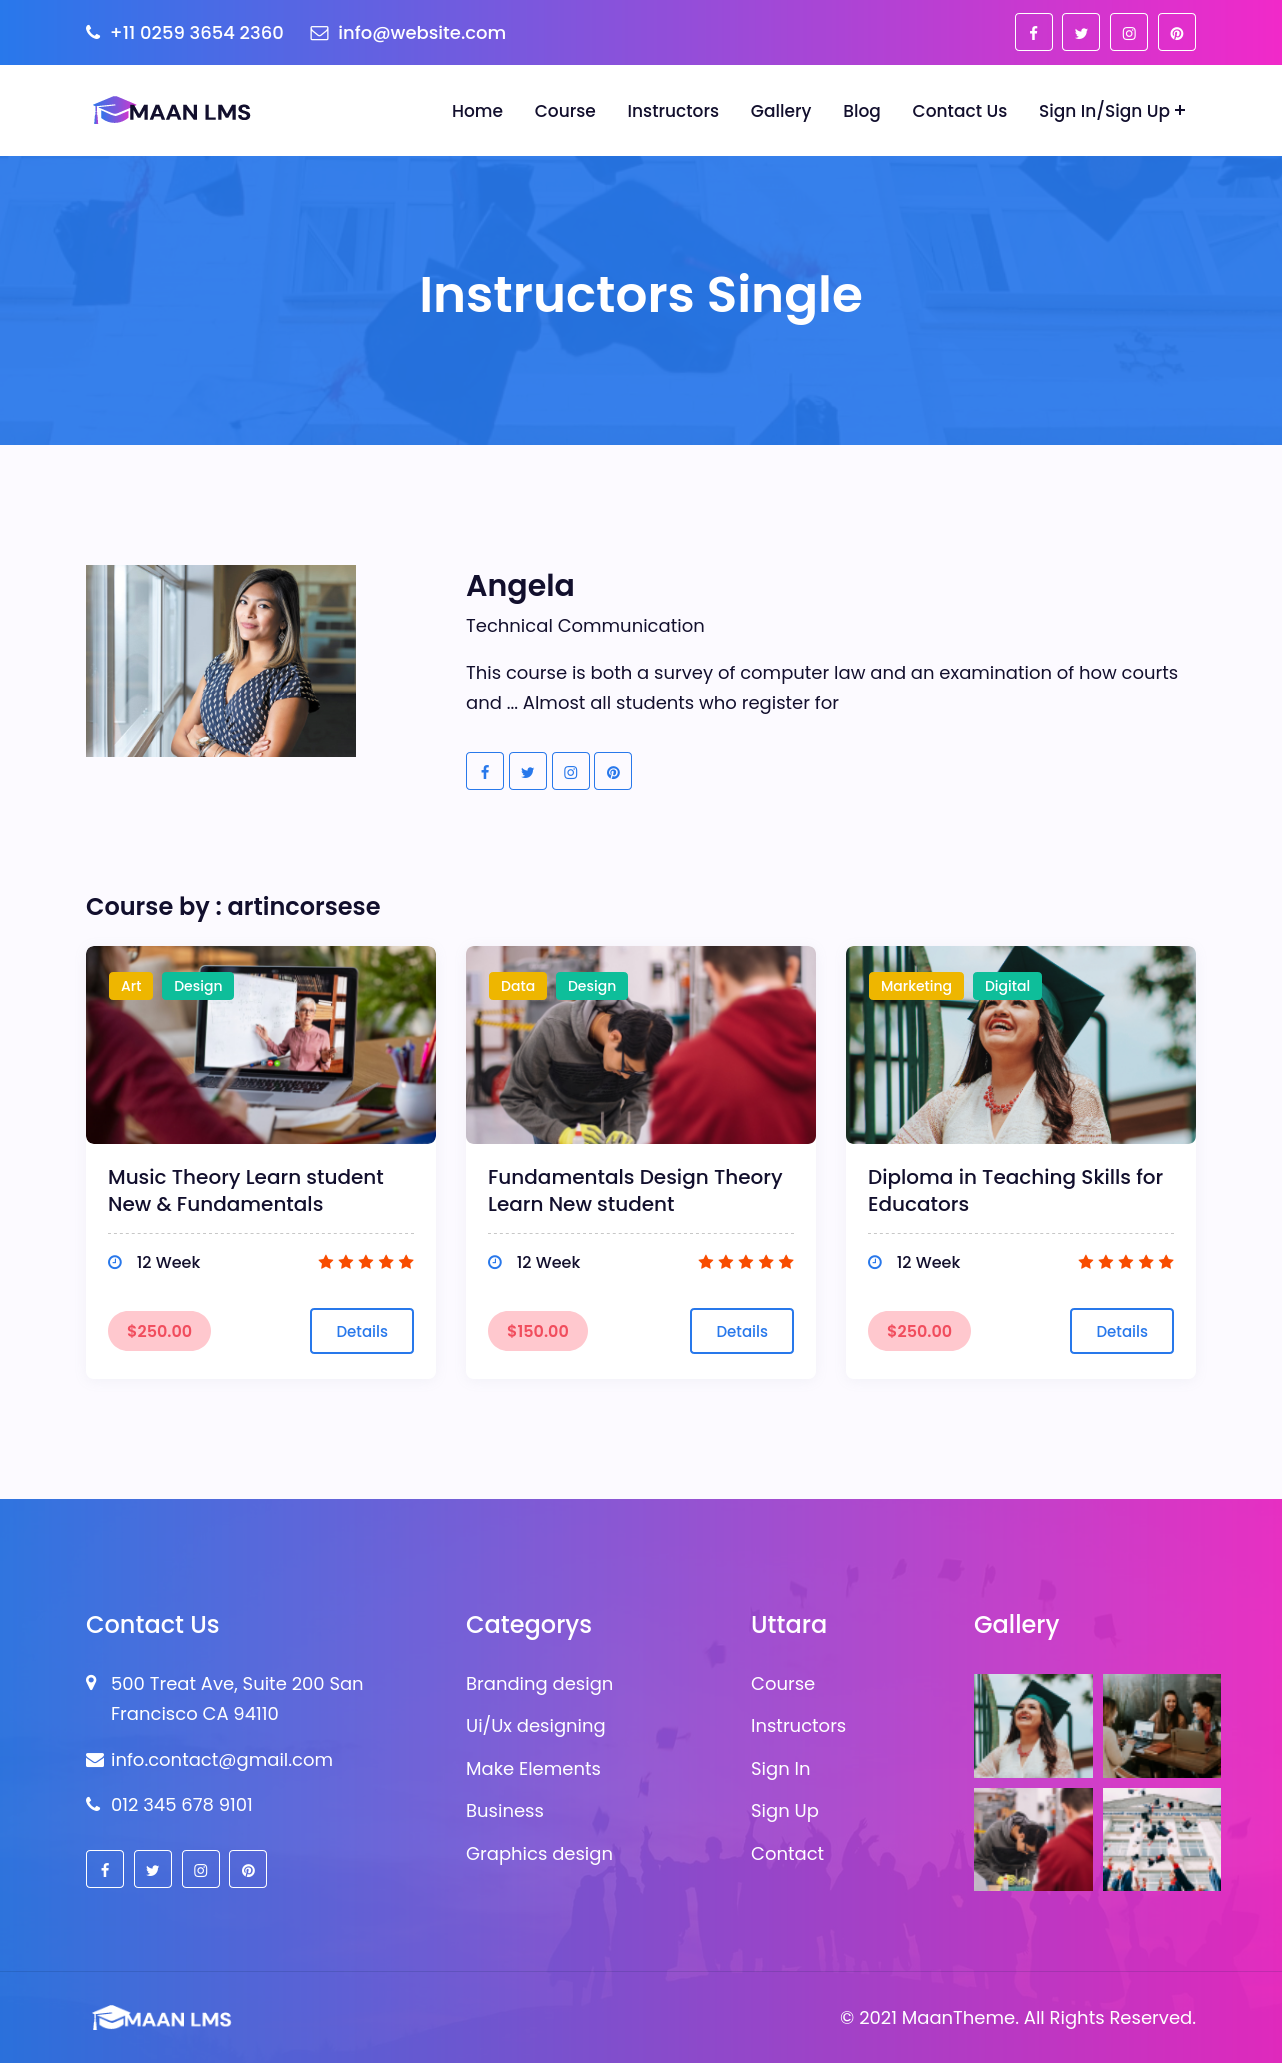 +11 0259 3654 2360 info@website.com
MAAN LMS
Home Course Instructors Gallery Blog Contact Us Sign In/Sign Up +
Instructors Single
Angela
Technical Communication
This course is both a survey of computer law and an examination of how courts
and ... Almost all students who register for
Course by : artincorsese
Art Design
Music Theory Learn student
New & Fundamentals
12 Week
$250.00 Details
Data Design
Fundamentals Design Theory
Learn New student
12 Week
$150.00 Details
Marketing Digital
Diploma in Teaching Skills for
Educators
12 Week
$250.00 Details
Contact Us
500 Treat Ave, Suite 200 San
Francisco CA 94110
info.contact@gmail.com
012 345 678 9101
Categorys
Branding design
Ui/Ux designing
Make Elements
Business
Graphics design
Uttara
Course
Instructors
Sign In
Sign Up
Contact
Gallery
MAAN LMS
© 2021 MaanTheme. All Rights Reserved.